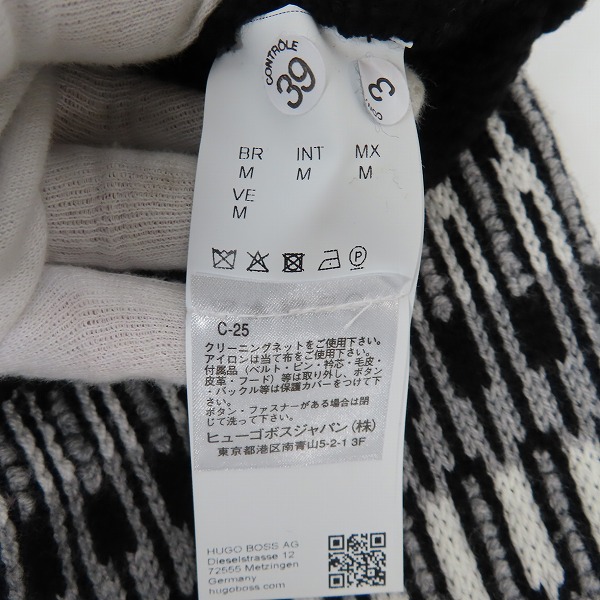 CONTRÔLE
39
3
BR INT MX
M M M
VE
M
P
C-25
クリーニングネットをご使用下さい。
アイロンは当て布をご使用下さい。
付属品(ベルト・ピン・衿芯・毛皮・
皮革・フード)等は取り外し、ボタン
・バックル等は保護カバーをつけて下
さい。
ボタン・ファスナーがある場合は閉
じて洗って下さい。
ヒューゴボスジャパン(株)
東京都港区南青山5-2-1 3F
HUGO BOSS AG
Dieselstrasse 12
72555 Metzingen
Germany
hugoboss.com